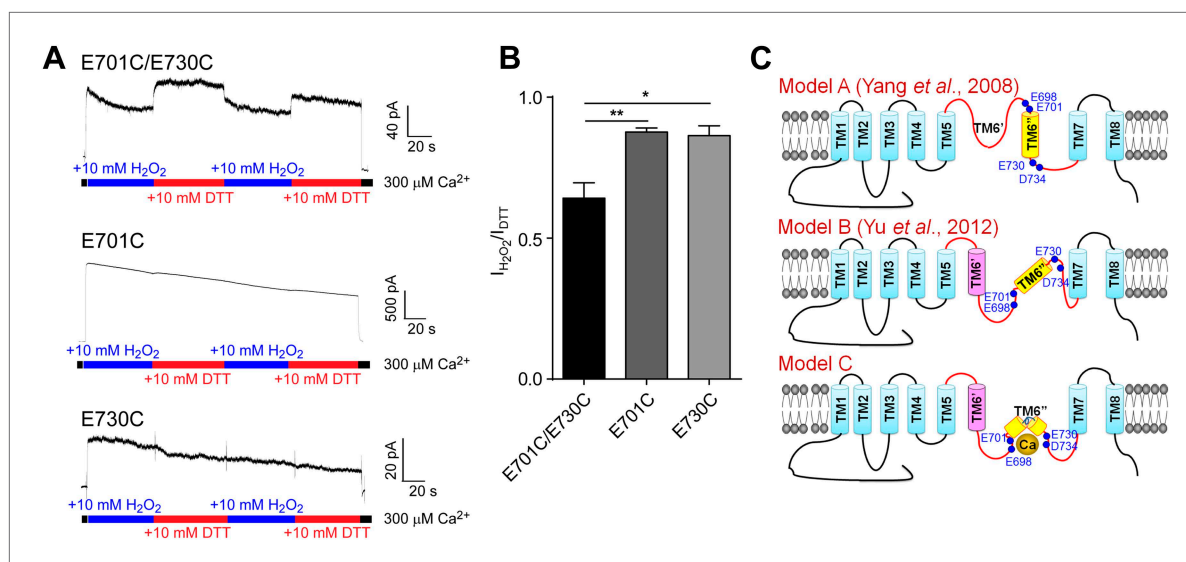 A
E701C/E730C
40 pA
20 s
+10 mM H₂O₂ +10 mM H₂O₂
+10 mM DTT +10 mM DTT
300 μM Ca²⁺
E701C
500 pA
20 s
+10 mM H₂O₂ +10 mM H₂O₂
+10 mM DTT +10 mM DTT
300 μM Ca²⁺
E730C
20 pA
20 s
+10 mM H₂O₂ +10 mM H₂O₂
+10 mM DTT +10 mM DTT
300 μM Ca²⁺
B
I_H₂O₂/I_DTT
1.0
0.5
0.0
*
**
E701C/E730C
E701C
E730C
C
Model A (Yang et al., 2008)
TM1 TM2 TM3 TM4 TM5 TM6' TM6" TM7 TM8
E698
E701
E730
D734
Model B (Yu et al., 2012)
TM1 TM2 TM3 TM4 TM5 TM6' TM6" TM7 TM8
E730
D734
E701
E698
Model C
TM1 TM2 TM3 TM4 TM5 TM6' TM6" TM7 TM8
E701
E698
Ca
E730
D734